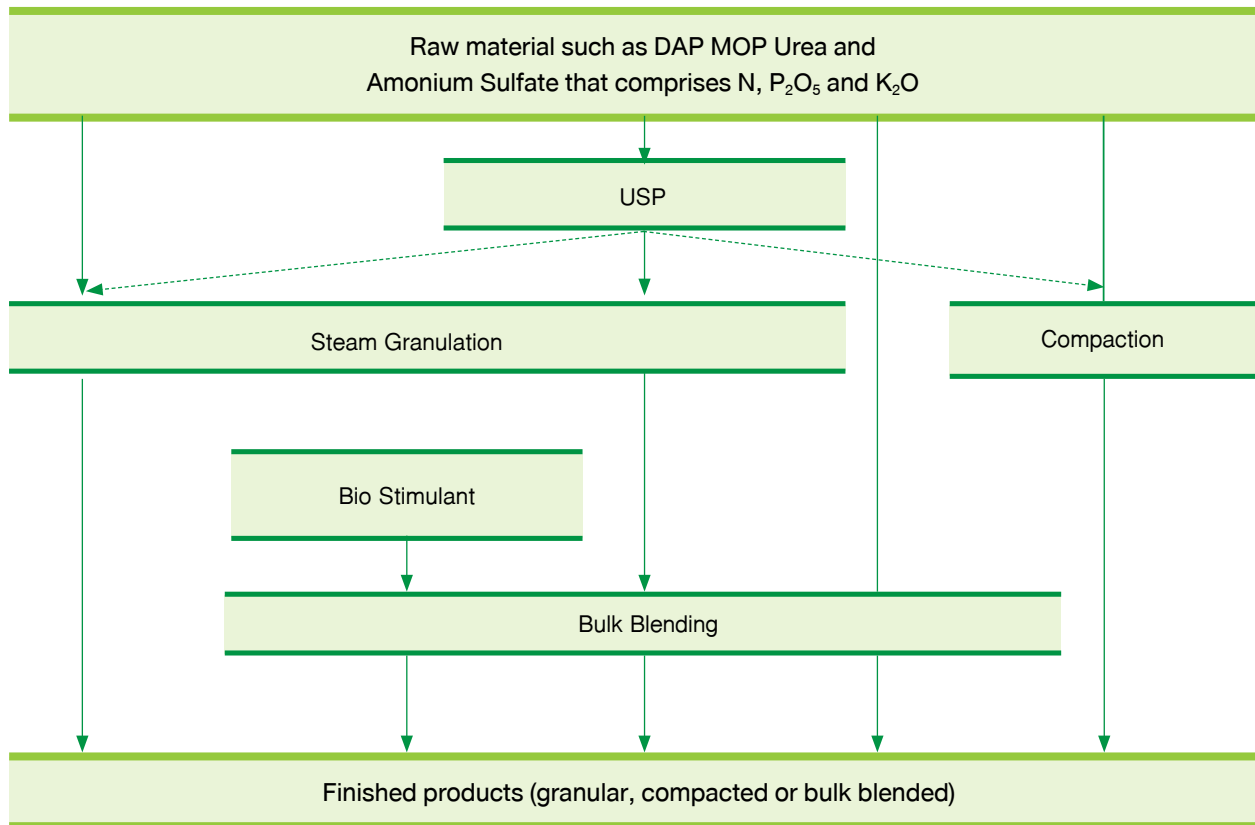 Raw material such as DAP MOP Urea and
Amonium Sulfate that comprises N, P₂O₅ and K₂O
USP
Steam Granulation
Compaction
Bio Stimulant
Bulk Blending
Finished products (granular, compacted or bulk blended)